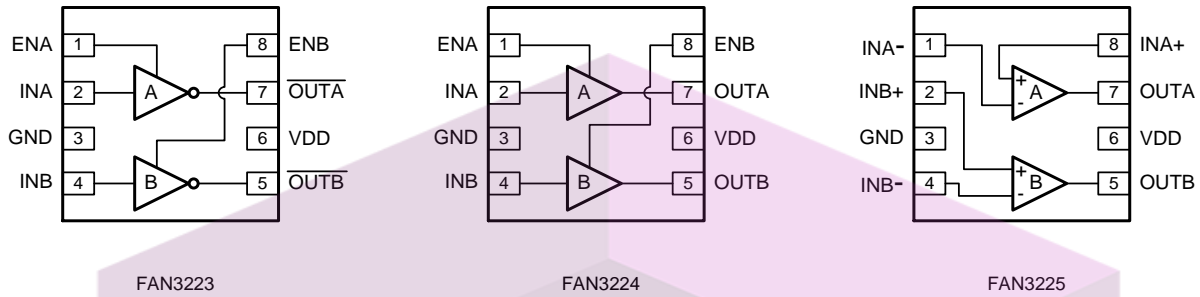 ENA 1 8 ENB ENA 1 8 ENB INA- 1 8 INA+
INA 2 A 7 OUTA INA 2 A 7 OUTA INB+ 2 + - A 7 OUTA
GND 3 6 VDD GND 3 6 VDD GND 3 6 VDD
INB 4 B 5 OUTB INB 4 B 5 OUTB INB- 4 + - B 5 OUTB
FAN3223 FAN3224 FAN3225